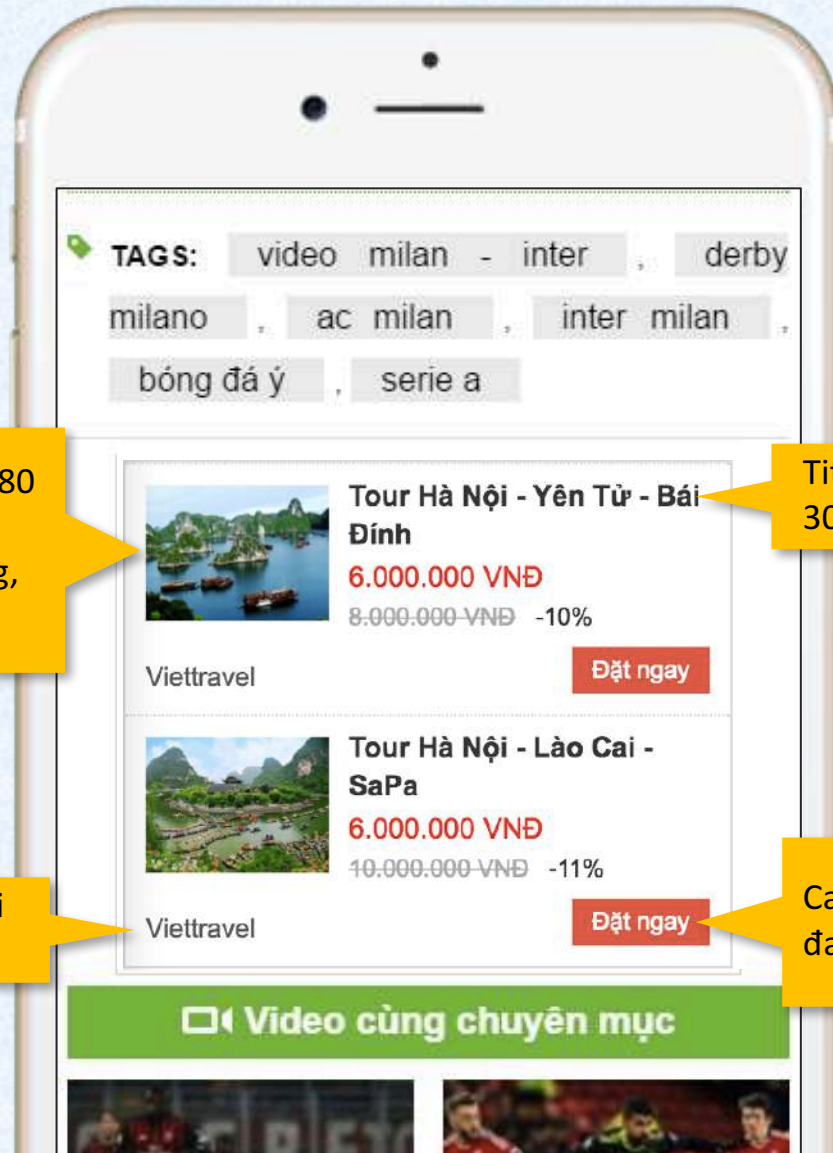 TAGS: video milan - inter , derby
milano , ac milan , inter milan ,
bóng đá ý , serie a
80
g,
Tour Hà Nội - Yên Tử - Bái
Đính
6.000.000 VNĐ
8.000.000 VNĐ -10%
Viettravel
Đặt ngay
30
Tour Hà Nội - Lào Cai -
SaPa
6.000.000 VNĐ
10.000.000 VNĐ -11%
i
Viettravel
Đặt ngay
Ca
Video cùng chuyên mục